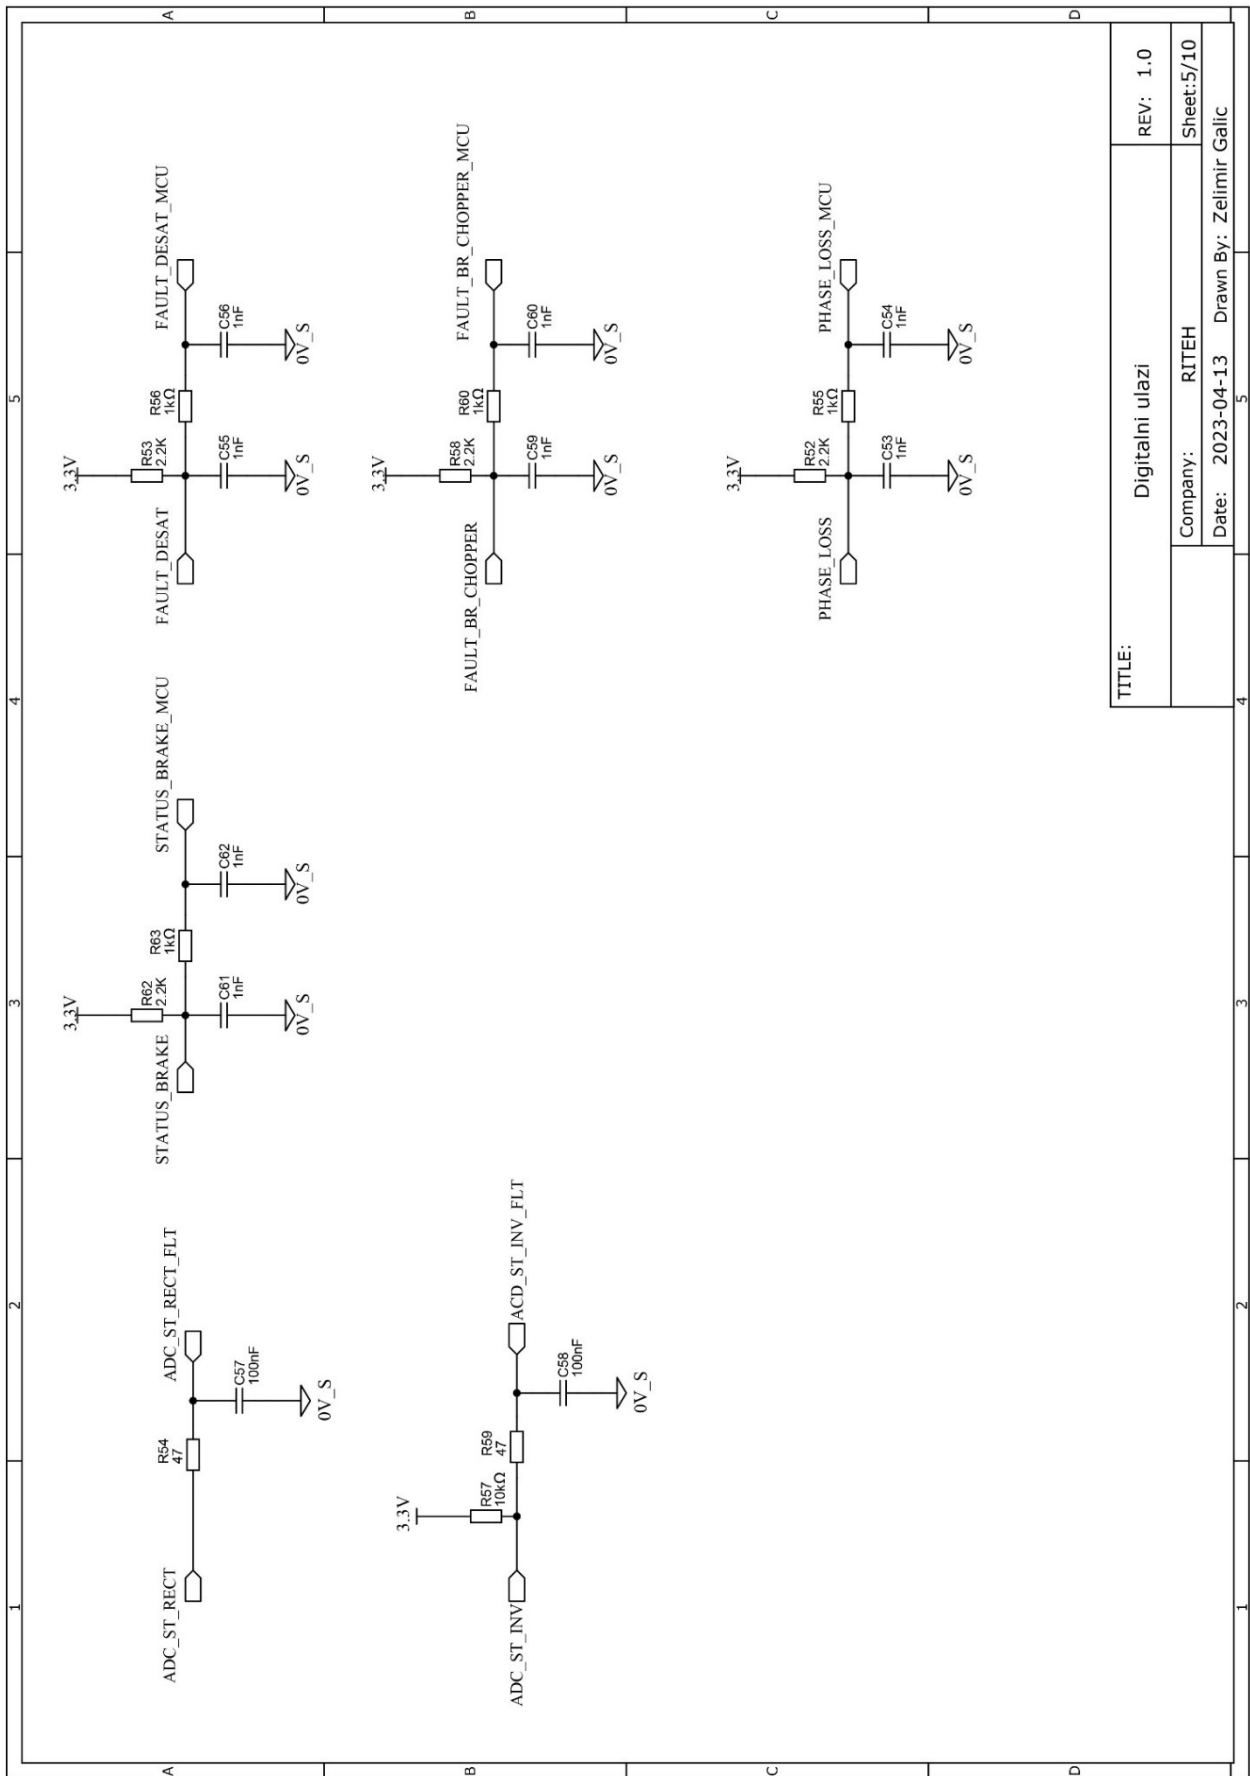 1
2
3
4
5
A
B
C
D
ADC_ST_RECT
R54
47
ADC_ST_RECT_FLT
C57
100nF
0V_S
ADC_ST_INV
3.3V
R57
10kΩ
R59
47
ACD_ST_INV_FLT
C58
100nF
0V_S
STATUS_BRAKE
3.3V
R62
2.2K
R63
1kΩ
STATUS_BRAKE_MCU
C61
1nF
0V_S
C62
1nF
0V_S
FAULT_DESAT
3.3V
R53
2.2K
R56
1kΩ
FAULT_DESAT_MCU
C55
1nF
0V_S
C56
1nF
0V_S
FAULT_BR_CHOPPER
3.3V
R58
2.2K
R60
1kΩ
FAULT_BR_CHOPPER_MCU
C59
1nF
0V_S
C60
1nF
0V_S
PHASE_LOSS
3.3V
R52
2.2K
R55
1kΩ
PHASE_LOSS_MCU
C53
1nF
0V_S
C54
1nF
0V_S
TITLE:
Digitalni ulazi
REV: 1.0
Company: RITEH
Sheet:5/10
Date: 2023-04-13 Drawn By: Zelimir Galic
A
B
C
D
1
2
3
4
5